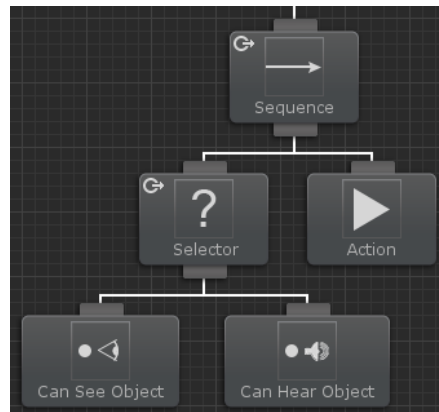 Sequence
?
Selector
Action
Can See Object
Can Hear Object